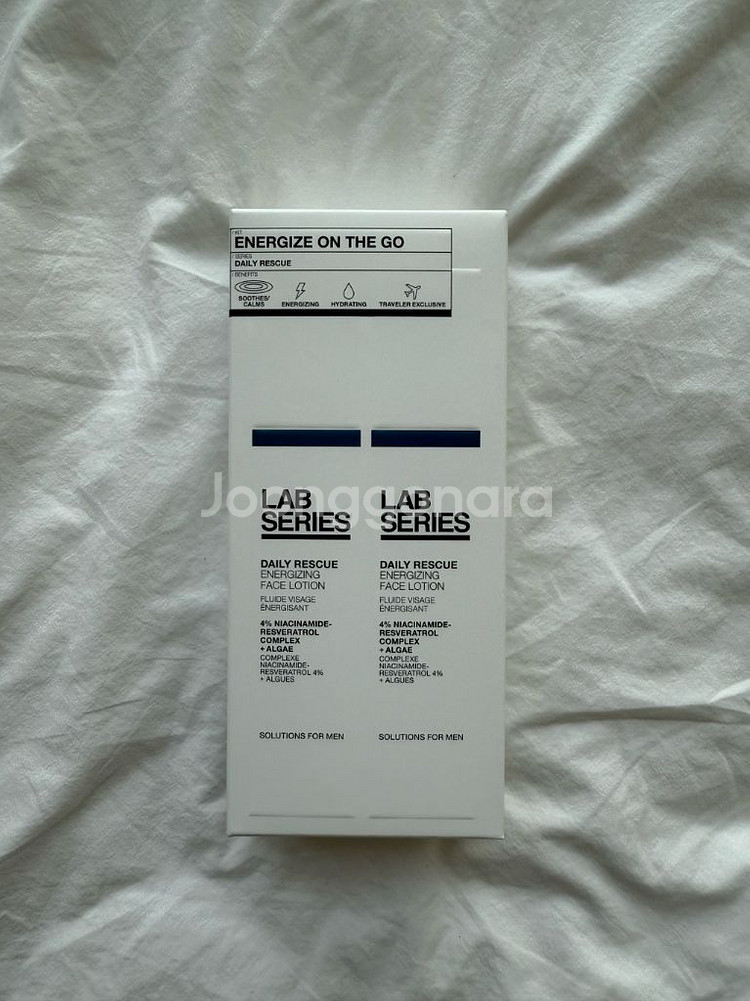 KIT
ENERGIZE ON THE GO
SERIES
DAILY RESCUE
BENEFITS
SOOTHES/
CALMS
ENERGIZING
HYDRATING
TRAVELER EXCLUSIVE
LAB
SERIES
DAILY RESCUE
ENERGIZING
FACE LOTION
FLUIDE VISAGE
ÉNERGISANT
4% NIACINAMIDE-
RESVERATROL
COMPLEX
+ ALGAE
COMPLEXE
NIACINAMIDE-
RESVERATROL 4%
+ ALGUES
SOLUTIONS FOR MEN
LAB
SERIES
DAILY RESCUE
ENERGIZING
FACE LOTION
FLUIDE VISAGE
ÉNERGISANT
4% NIACINAMIDE-
RESVERATROL
COMPLEX
+ ALGAE
COMPLEXE
NIACINAMIDE-
RESVERATROL 4%
+ ALGUES
SOLUTIONS FOR MEN
Joonggonara